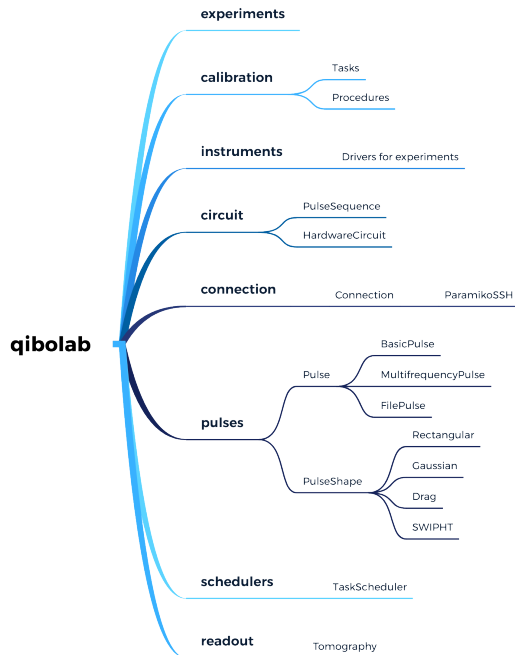 experiments
calibration
Tasks
Procedures
instruments
Drivers for experiments
circuit
PulseSequence
HardwareCircuit
connection
Connection
ParamikoSSH
qibolab
pulses
Pulse
BasicPulse
MultifrequencyPulse
FilePulse
PulseShape
Rectangular
Gaussian
Drag
SWIPHT
schedulers
TaskScheduler
readout
Tomography